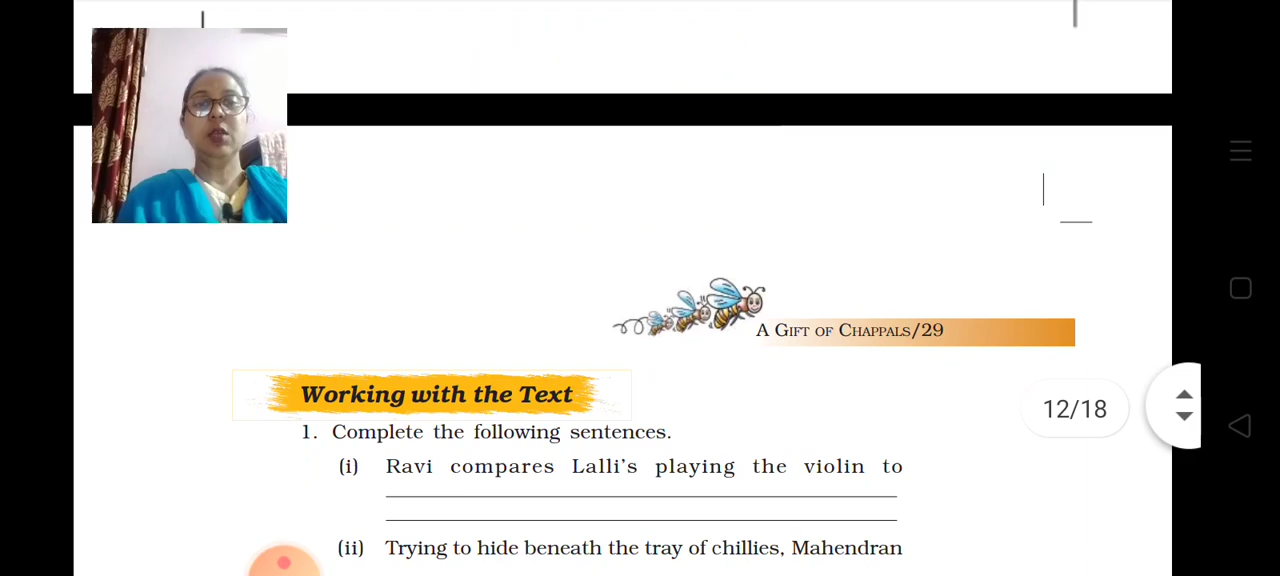 A GIFT OF CHAPPALS/29
Working with the Text
12/18
1. Complete the following sentences.
(i) Ravi compares Lalli's playing the violin to
(ii) Trying to hide beneath the tray of chillies, Mahendran